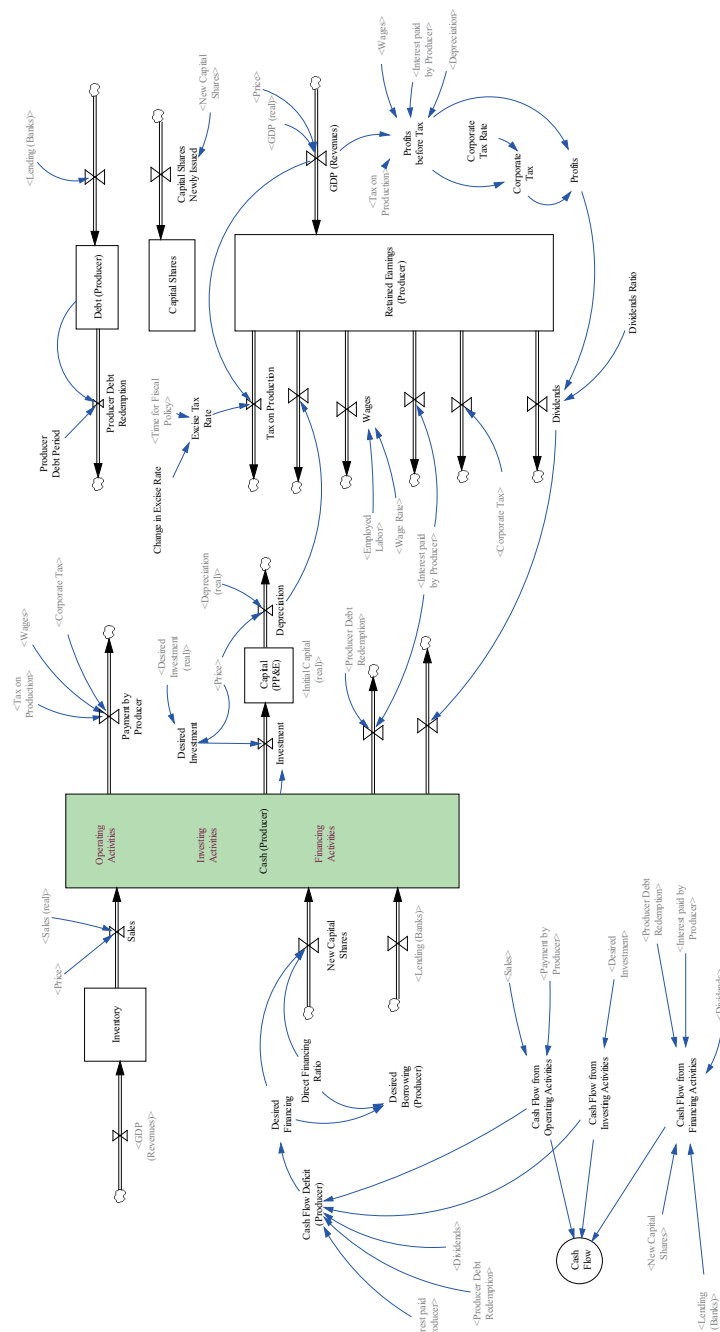 <GDP
(Revenues)>
Inventory
<Price>
<Sales (real)>
Sales
<Tax on
Production>
<Wages>
<Corporate Tax>
Payment by
Producer
Operating
Activities
Investing
Activities
Cash (Producer)
Financing
Activities
Desired
Investment
<Desired
Investment
(real)>
<Price>
<Depreciation
(real)>
Investment
Capital
(PP&E)
Depreciation
<Initial Capital
(real)>
<Producer Debt
Redemption>
New Capital
Shares
<Lending (Banks)>
Desired
Financing
Direct Financing
Ratio
Desired
Borrowing
(Producer)
Cash Flow Deficit
(Producer)
rest paid
roducer>
<Producer Debt
Redemption>
<Dividends>
<Sales>
<Payment by
Producer>
Cash Flow from
Operating Activities
<Desired
Investment>
Cash Flow from
Investing Activities
<Producer Debt
Redemption>
<Interest paid by
Producer>
<Dividends>
Cash Flow from
Financing Activities
Cash
Flow
<New Capital
Shares>
<Lending
(Banks)>
Producer
Debt Period
Producer Debt
Redemption
Debt (Producer)
<Lending (Banks)>
Capital Shares
Capital Shares
Newly Issued
<New Capital
Shares>
Change in Excise Rate
<Time for Fiscal
Policy>
Excise Tax
Rate
Tax on Production
<Employed
Labor>
<Wage Rate>
Wages
<Interest paid
by Producer>
<Corporate Tax>
Dividends
Dividends Ratio
Retained Earnings
(Producer)
<Price>
<GDP (real)>
GDP (Revenues)
<Wages>
<Interest paid
by Producer>
<Depreciation>
<Tax on
Production>
Profits
before Tax
Corporate
Tax Rate
Corporate
Tax
Profits